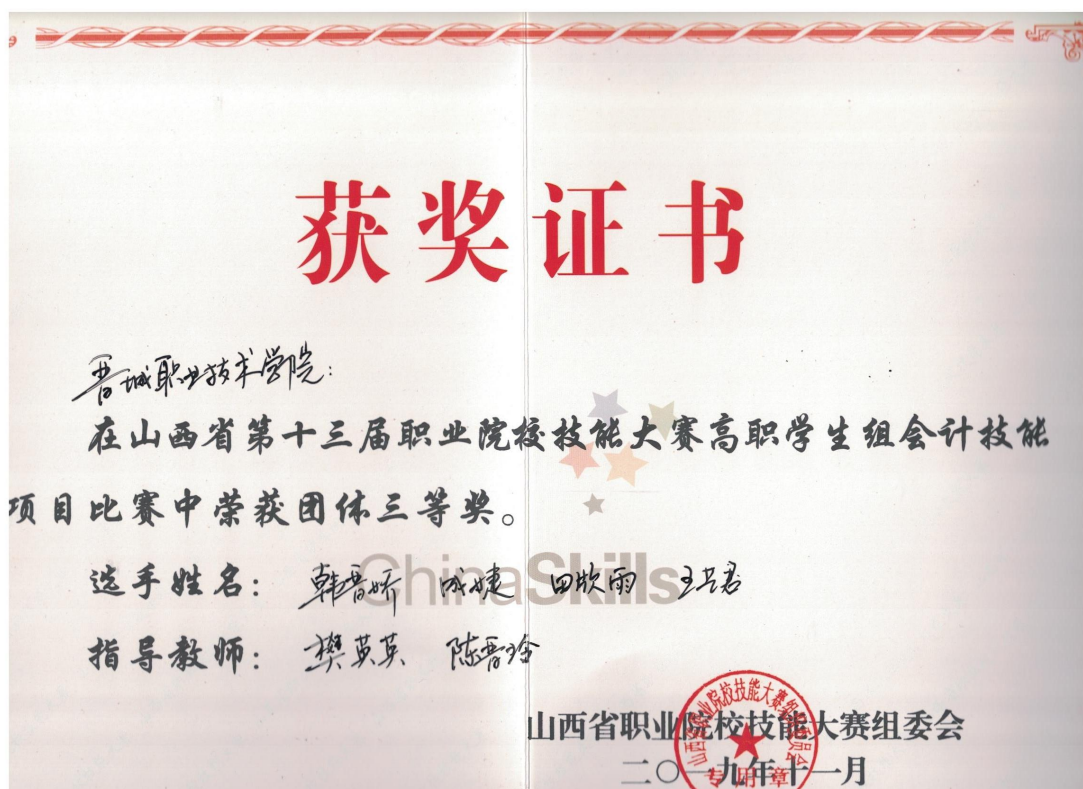 获奖证书
晋城职业技术学院:
在山西省第十三届职业院校技能大赛高职学生组会计技能
项目比赛中荣获团体三等奖。
ChinaSkills
选手姓名: 韩晋娇 成婕 田欣雨
指导教师: 樊英英 陈晋玲
山西省职业院校技能大赛组委会
二〇一九年十一月
专用章